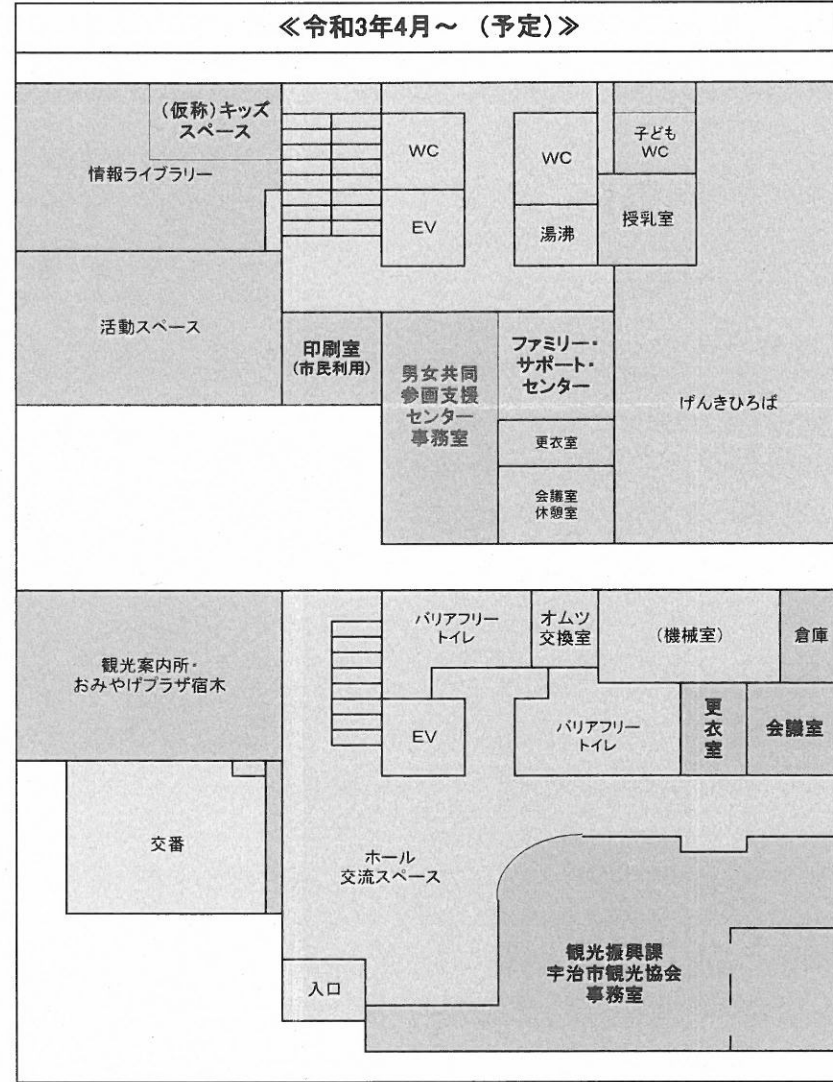 ≪令和3年4月～ （予定）≫
（仮称）キッズ
スペース
情報ライブラリー
WC
WC
子ども
WC
EV
湯沸
授乳室
活動スペース
印刷室
（市民利用）
男女共同
参画支援
センター
事務室
ファミリー・
サポート・
センター
更衣室
会議室
休憩室
げんきひろば
観光案内所・
おみやげプラザ宿木
バリアフリー
トイレ
オムツ
交換室
（機械室）
倉庫
EV
バリアフリー
トイレ
更
衣
室
会議室
交番
ホール
交流スペース
入口
観光振興課
宇治市観光協会
事務室